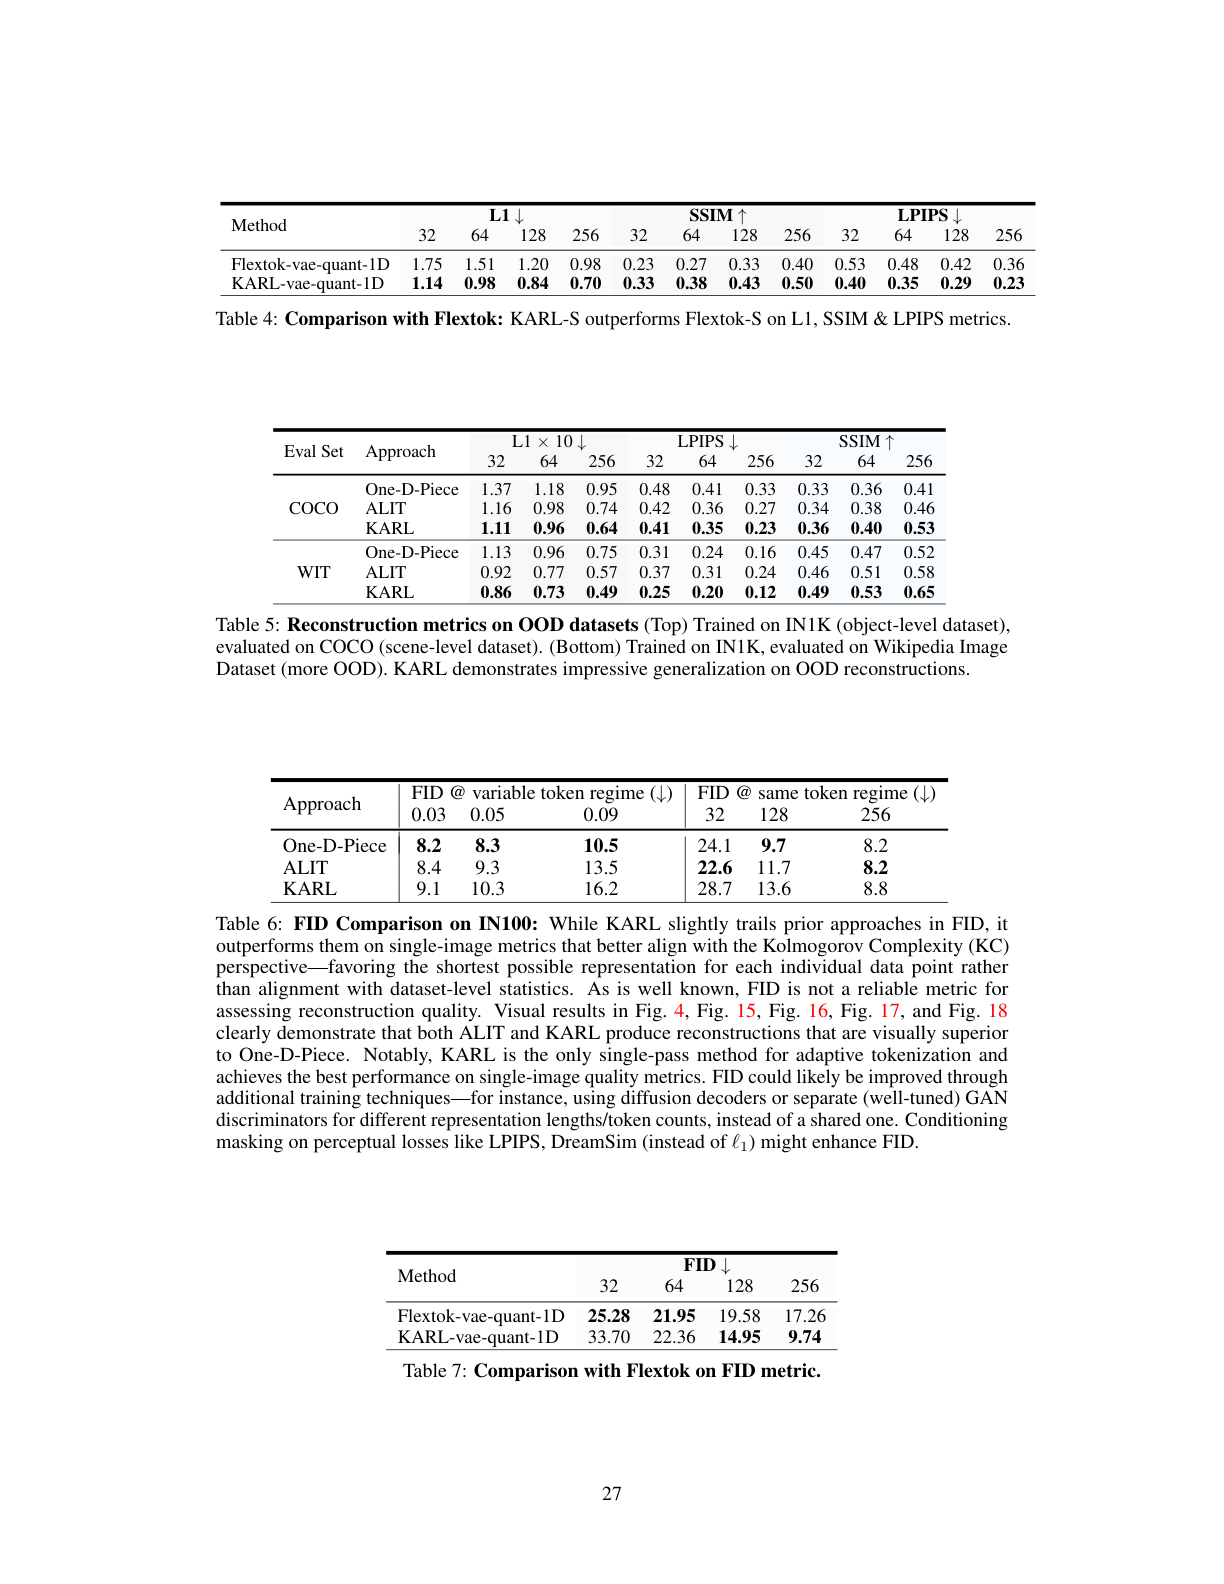 Method L1 ↓ SSIM ↑ LPIPS ↓
32 64 128 256 32 64 128 256 32 64 128 256
Flextok-vae-quant-1D 1.75 1.51 1.20 0.98 0.23 0.27 0.33 0.40 0.53 0.48 0.42 0.36
KARL-vae-quant-1D 1.14 0.98 0.84 0.70 0.33 0.38 0.43 0.50 0.40 0.35 0.29 0.23
Table 4: Comparison with Flextok: KARL-S outperforms Flextok-S on L1, SSIM & LPIPS metrics.
Eval Set Approach L1 × 10 ↓ LPIPS ↓ SSIM ↑
32 64 256 32 64 256 32 64 256
One-D-Piece 1.37 1.18 0.95 0.48 0.41 0.33 0.33 0.36 0.41
COCO ALIT 1.16 0.98 0.74 0.42 0.36 0.27 0.34 0.38 0.46
KARL 1.11 0.96 0.64 0.41 0.35 0.23 0.36 0.40 0.53
One-D-Piece 1.13 0.96 0.75 0.31 0.24 0.16 0.45 0.47 0.52
WIT ALIT 0.92 0.77 0.57 0.37 0.31 0.24 0.46 0.51 0.58
KARL 0.86 0.73 0.49 0.25 0.20 0.12 0.49 0.53 0.65
Table 5: Reconstruction metrics on OOD datasets (Top) Trained on IN1K (object-level dataset),
evaluated on COCO (scene-level dataset). (Bottom) Trained on IN1K, evaluated on Wikipedia Image
Dataset (more OOD). KARL demonstrates impressive generalization on OOD reconstructions.
Approach FID @ variable token regime (↓) FID @ same token regime (↓)
0.03 0.05 0.09 32 128 256
One-D-Piece 8.2 8.3 10.5 24.1 9.7 8.2
ALIT 8.4 9.3 13.5 22.6 11.7 8.2
KARL 9.1 10.3 16.2 28.7 13.6 8.8
Table 6: FID Comparison on IN100: While KARL slightly trails prior approaches in FID, it
outperforms them on single-image metrics that better align with the Kolmogorov Complexity (KC)
perspective—favoring the shortest possible representation for each individual data point rather
than alignment with dataset-level statistics. As is well known, FID is not a reliable metric for
assessing reconstruction quality. Visual results in Fig. 4, Fig. 15, Fig. 16, Fig. 17, and Fig. 18
clearly demonstrate that both ALIT and KARL produce reconstructions that are visually superior
to One-D-Piece. Notably, KARL is the only single-pass method for adaptive tokenization and
achieves the best performance on single-image quality metrics. FID could likely be improved through
additional training techniques—for instance, using diffusion decoders or separate (well-tuned) GAN
discriminators for different representation lengths/token counts, instead of a shared one. Conditioning
masking on perceptual losses like LPIPS, DreamSim (instead of ℓ1) might enhance FID.
Method FID ↓
32 64 128 256
Flextok-vae-quant-1D 25.28 21.95 19.58 17.26
KARL-vae-quant-1D 33.70 22.36 14.95 9.74
Table 7: Comparison with Flextok on FID metric.
27